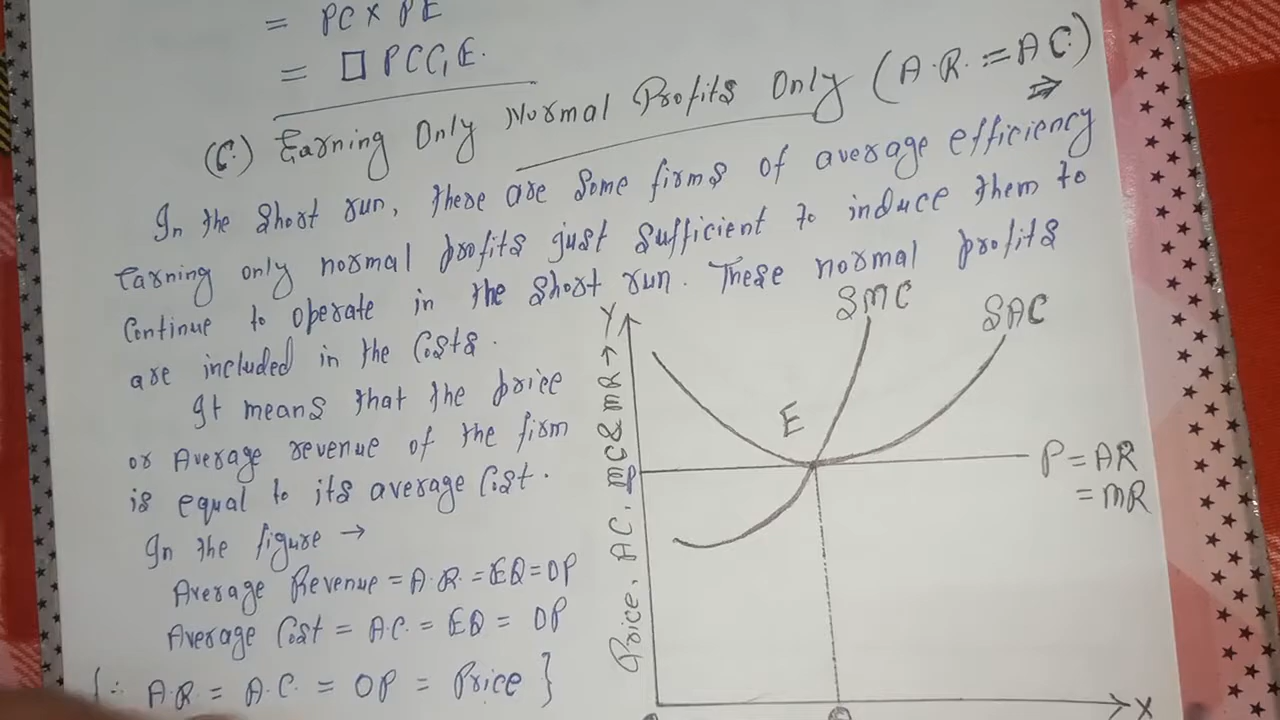 = PC × PE
= □ PCC₁E.
(C.) Earning Only Normal Profits Only (A.R. = A.C.) ⇒
In the short run, there are some firms of average efficiency
Earning only normal profits just sufficient to induce them to
Continue to operate in the short run. These normal profits
are included in the Costs.
It means that the price
or Average revenue of the firm
is equal to its average Cost.
In the figure →
Average Revenue = A.R. = EQ = OP
Average Cost = A.C. = EQ = OP
{∴ A.R. = A.C. = OP = Price}
Y
SMC
SAC
E
P = AR
= MR
Price, AC, MC & MR →
P
X